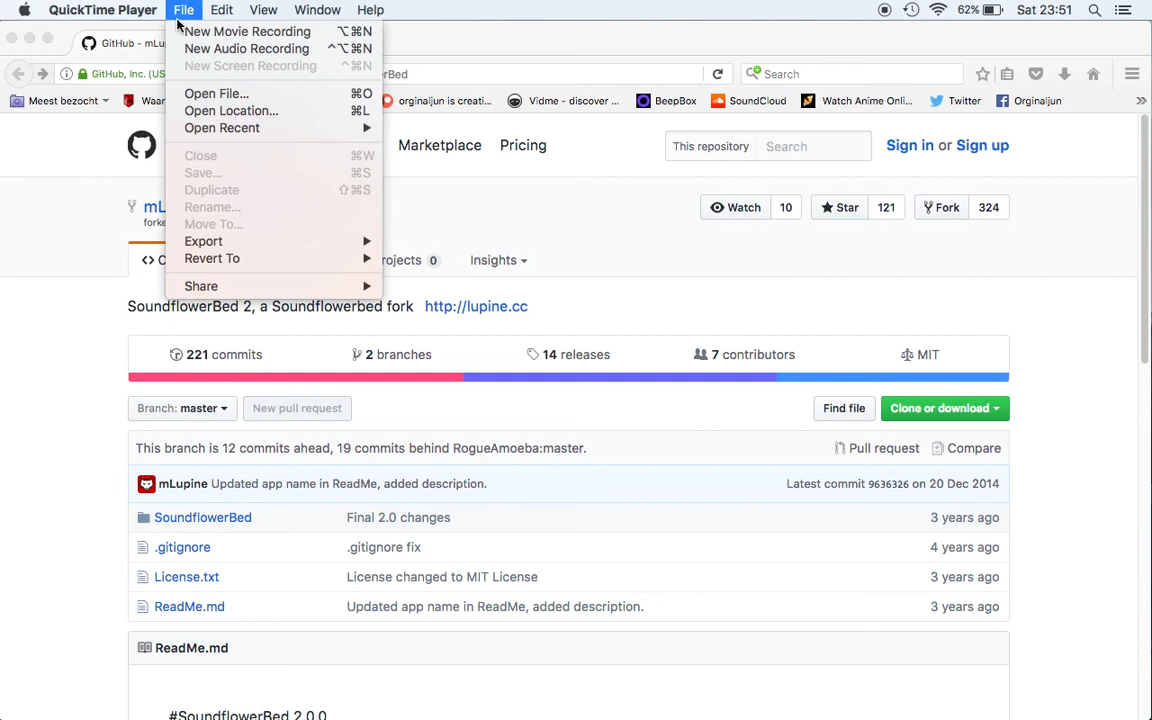 QuickTime Player File Edit View Window Help 62% Sat 23:51
New Movie Recording ⌥⌘N
New Audio Recording ^⌥⌘N
New Screen Recording ^⌘N
Open File... ⌘O
Open Location... ⌘L
Open Recent
Close ⌘W
Save... ⌘S
Duplicate ⇧⌘S
Rename...
Move To...
Export
Revert To
Share
GitHub - mLu
GitHub, Inc. (US erBed Search
Meest bezocht Waar orginaljun is creati... Vidme - discover ... BeepBox SoundCloud Watch Anime Onli... Twitter Orginaljun
Marketplace Pricing This repository Search Sign in or Sign up
mL Watch 10 Star 121 Fork 324
forke
<> C rojects 0 Insights
SoundflowerBed 2, a Soundflowerbed fork http://lupine.cc
221 commits 2 branches 14 releases 7 contributors MIT
Branch: master New pull request Find file Clone or download
This branch is 12 commits ahead, 19 commits behind RogueAmoeba:master. Pull request Compare
mLupine Updated app name in ReadMe, added description. Latest commit 9636326 on 20 Dec 2014
SoundflowerBed Final 2.0 changes 3 years ago
.gitignore .gitignore fix 4 years ago
License.txt License changed to MIT License 3 years ago
ReadMe.md Updated app name in ReadMe, added description. 3 years ago
ReadMe.md
#SoundflowerBed 2.0.0